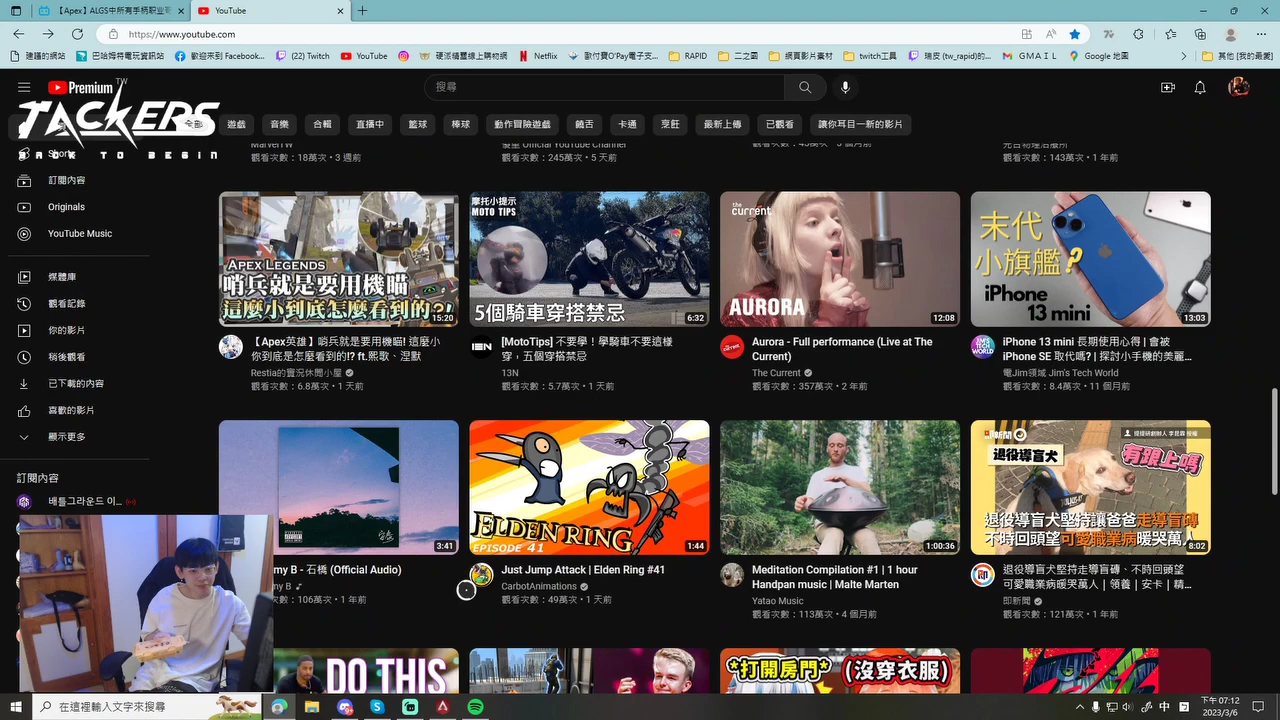 【Apex】ALGS中所有手柄職業
YouTube
https://www.youtube.com
建議的網站
巴哈姆特電玩資訊站
歡迎來到 Facebook...
(22) Twitch
YouTube
硬派精靈線上購物網
Netflix
歐付寶O'Pay電子支...
RAPID
二之國
網頁影片素材
twitch工具
瑞皮 (tw_rapid)的...
G M A I L
Google 地圖
其他 [我的最愛]
Premium
TW
搜尋
TACKERS
BACK TO BEGIN
全部
遊戲
音樂
合輯
直播中
籃球
棒球
動作冒險遊戲
饒舌
卡通
烹飪
最新上傳
已觀看
讓你耳目一新的影片
Shorts
訂閱內容
Originals
YouTube Music
媒體庫
觀看記錄
你的影片
稍後觀看
已下載的內容
喜歡的影片
顯示更多
訂閱內容
배틀그라운드 이...
觀看次數：18萬次・3 週前
Official YouTube Channel
觀看次數：245萬次・5 天前
觀看次數：143萬次・1 年前
APEX LEGENDS
哨兵就是要用機瞄
這麼小到底怎麼看到的?
15:20
【 Apex英雄 】哨兵就是要用機瞄! 這麼小
你到底是怎麼看到的!? ft.熙歌、涅默
Restia的實況休閒小屋
觀看次數：6.8萬次・1 天前
摩托小提示
MOTO TIPS
5個騎車穿搭禁忌
6:32
[MotoTips] 不要學！學騎車不要這樣
穿，五個穿搭禁忌
13N
觀看次數：5.7萬次・1 天前
the current
AURORA
12:08
Aurora - Full performance (Live at The
Current)
The Current
觀看次數：357萬次・2 年前
末代
小旗艦?
iPhone
13 mini
13:03
iPhone 13 mini 長期使用心得 | 會被
iPhone SE 取代嗎? | 探討小手機的美麗...
電Jim領域 Jim's Tech World
觀看次數：8.4萬次・11 個月前
3:41
my B - 石橋 (Official Audio)
ny B
觀看次數：106萬次・1 年前
ELDEN RING
EPISODE 41
1:44
Just Jump Attack | Elden Ring #41
CarbotAnimations
觀看次數：49萬次・1 天前
1:00:36
Meditation Compilation #1 | 1 hour
Handpan music | Malte Marten
Yatao Music
觀看次數：113萬次・4 個月前
退役導盲犬
有狠上嗎
退役導盲犬堅持讓爸爸走導盲磚
不時回頭望可愛職業病暖哭萬人
8:02
退役導盲犬堅持走導盲磚、不時回頭望
可愛職業病暖哭萬人｜領養｜安卡｜精...
即新聞
觀看次數：121萬次・1 年前
DO THIS
*打開房門*
(沒穿衣服)
在這裡輸入文字來搜尋
中
下午 07:12
2023/3/6